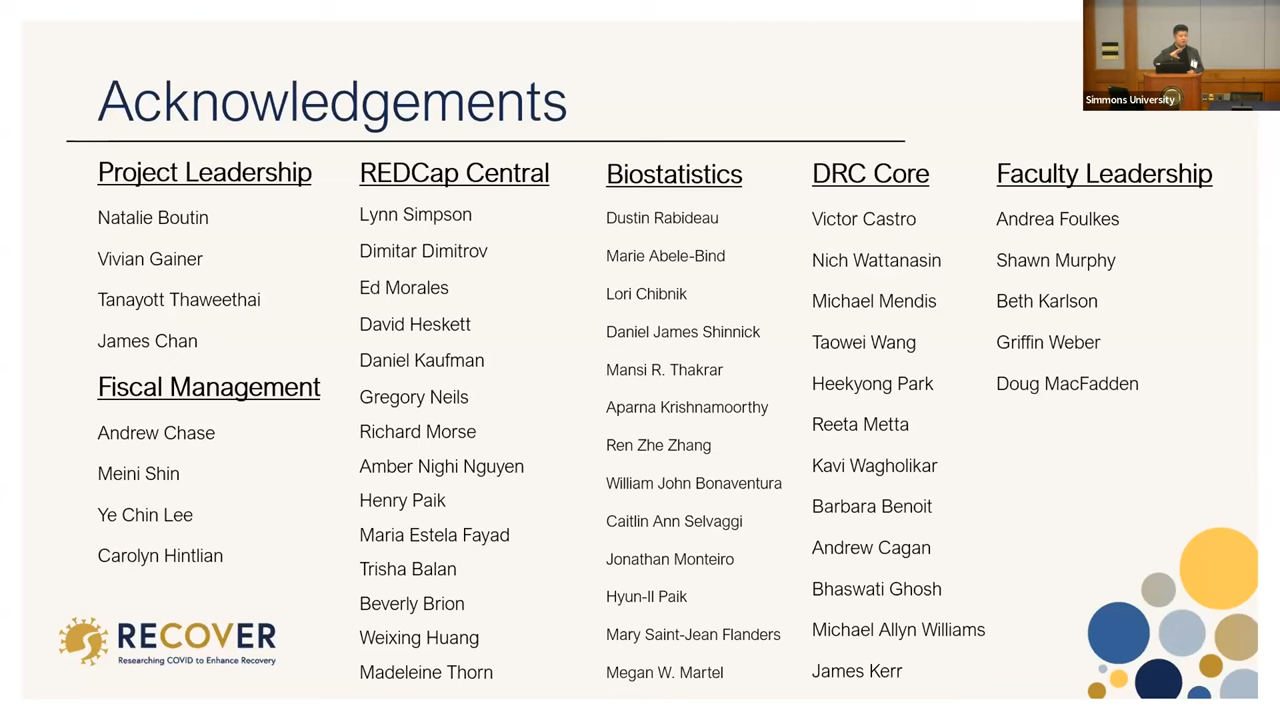 Acknowledgements
Project Leadership
Natalie Boutin
Vivian Gainer
Tanayott Thaweethai
James Chan
Fiscal Management
Andrew Chase
Meini Shin
Ye Chin Lee
Carolyn Hintlian
REDCap Central
Lynn Simpson
Dimitar Dimitrov
Ed Morales
David Heskett
Daniel Kaufman
Gregory Neils
Richard Morse
Amber Nighi Nguyen
Henry Paik
Maria Estela Fayad
Trisha Balan
Beverly Brion
Weixing Huang
Madeleine Thorn
Biostatistics
Dustin Rabideau
Marie Abele-Bind
Lori Chibnik
Daniel James Shinnick
Mansi R. Thakrar
Aparna Krishnamoorthy
Ren Zhe Zhang
William John Bonaventura
Caitlin Ann Selvaggi
Jonathan Monteiro
Hyun-Il Paik
Mary Saint-Jean Flanders
Megan W. Martel
DRC Core
Victor Castro
Nich Wattanasin
Michael Mendis
Taowei Wang
Heekyong Park
Reeta Metta
Kavi Wagholikar
Barbara Benoit
Andrew Cagan
Bhaswati Ghosh
Michael Allyn Williams
James Kerr
Faculty Leadership
Andrea Foulkes
Shawn Murphy
Beth Karlson
Griffin Weber
Doug MacFadden
Simmons University
RECOVER
Researching COVID to Enhance Recovery